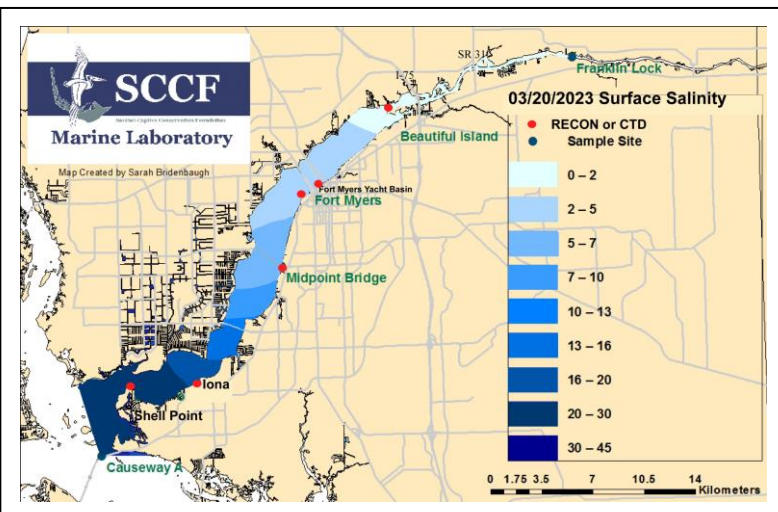 SCCF
Marine Laboratory
Map Created by Sarah Bridenbaugh
I-75
SR 31
Franklin Lock
Beautiful Island
Fort Myers Yacht Basin
Fort Myers
Midpoint Bridge
Iona
Shell Point
Causeway A
03/20/2023 Surface Salinity
RECON or CTD
Sample Site
0 – 2
2 – 5
5 – 7
7 – 10
10 – 13
13 – 16
16 – 20
20 – 30
30 – 45
0 1.75 3.5 7 10.5 14
Kilometers